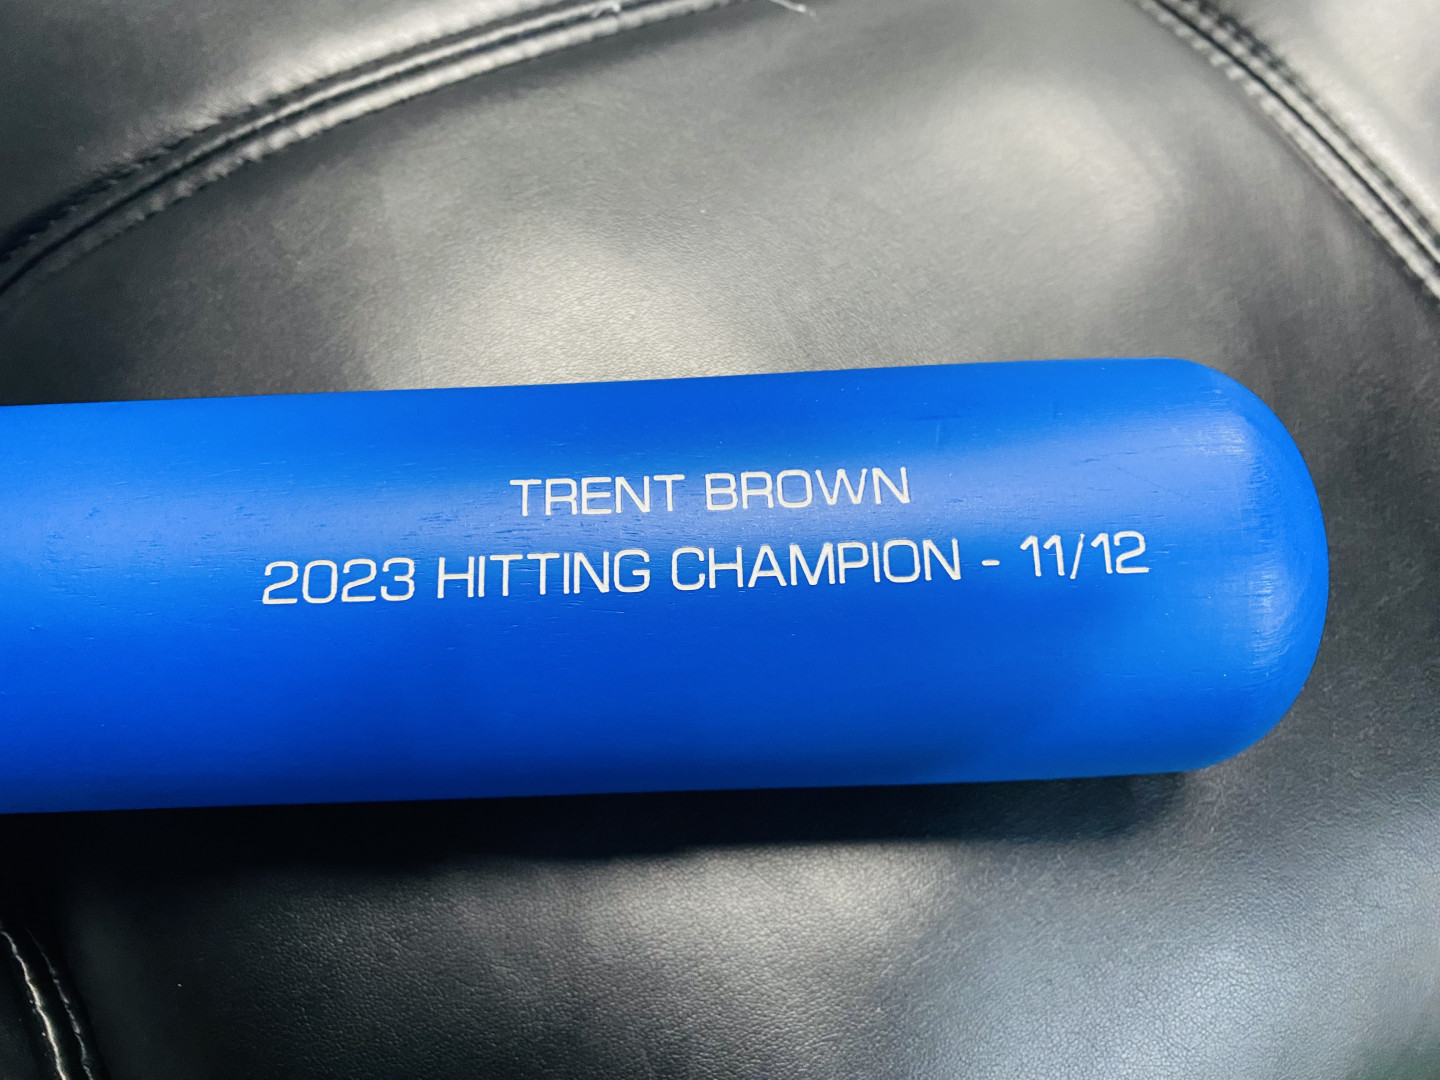 TRENT BROWN
2023 HITTING CHAMPION - 11/12